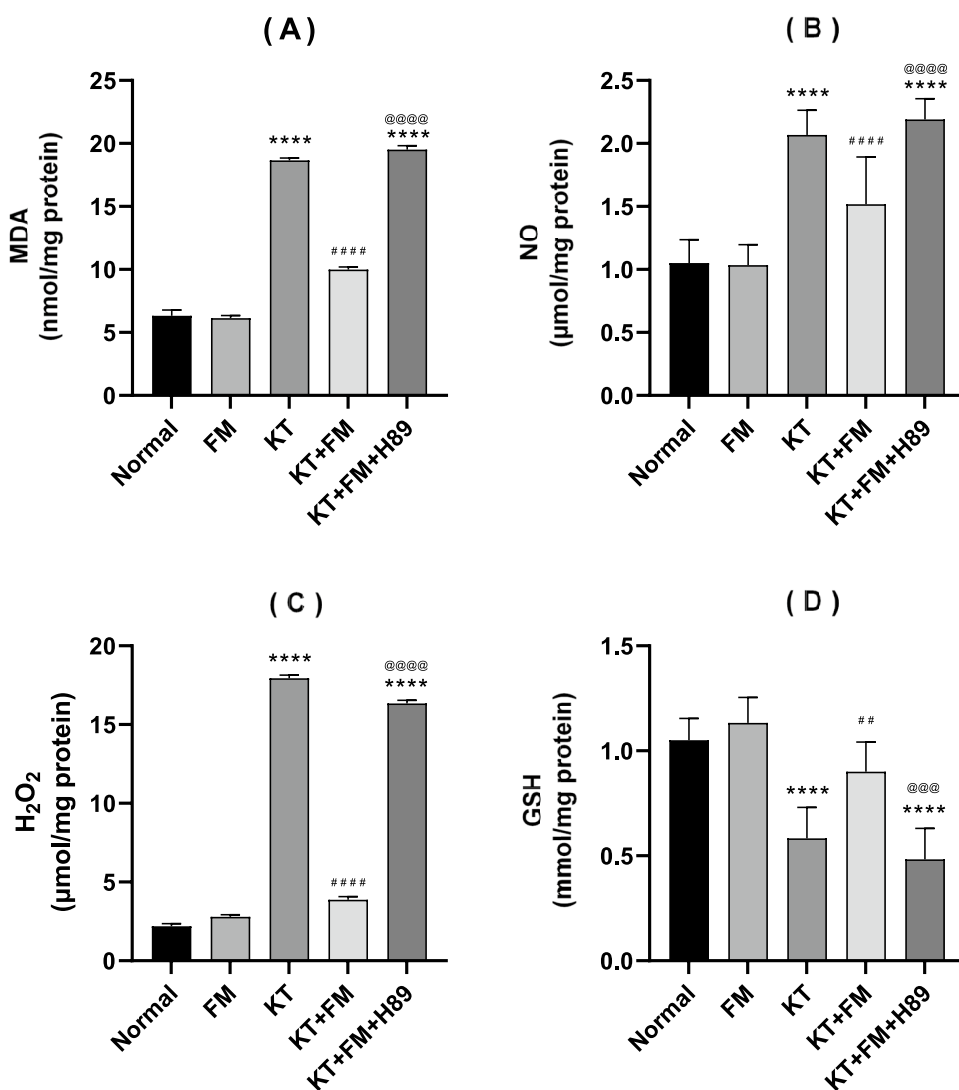 ( A )
MDA
(nmol/mg protein)
25
20
15
10
5
0
****
####
@@@@
****
Normal
FM
KT
KT+FM
KT+FM+H89
( B )
NO
(μmol/mg protein)
2.5
2.0
1.5
1.0
0.5
0.0
****
####
@@@@
****
Normal
FM
KT
KT+FM
KT+FM+H89
( C )
H₂O₂
(μmol/mg protein)
20
15
10
5
0
****
####
@@@@
****
Normal
FM
KT
KT+FM
KT+FM+H89
( D )
GSH
(mmol/mg protein)
1.5
1.0
0.5
0.0
****
##
@@@
****
Normal
FM
KT
KT+FM
KT+FM+H89